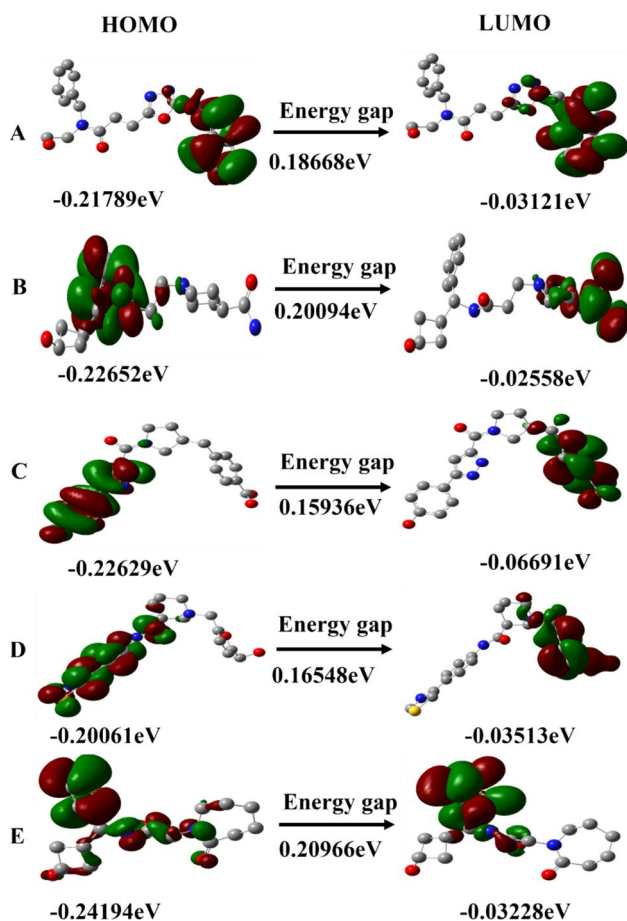 HOMO LUMO
A Energy gap
0.18668eV
-0.21789eV -0.03121eV
B Energy gap
0.20094eV
-0.22652eV -0.02558eV
C Energy gap
0.15936eV
-0.22629eV -0.06691eV
D Energy gap
0.16548eV
-0.20061eV -0.03513eV
E Energy gap
0.20966eV
-0.24194eV -0.03228eV